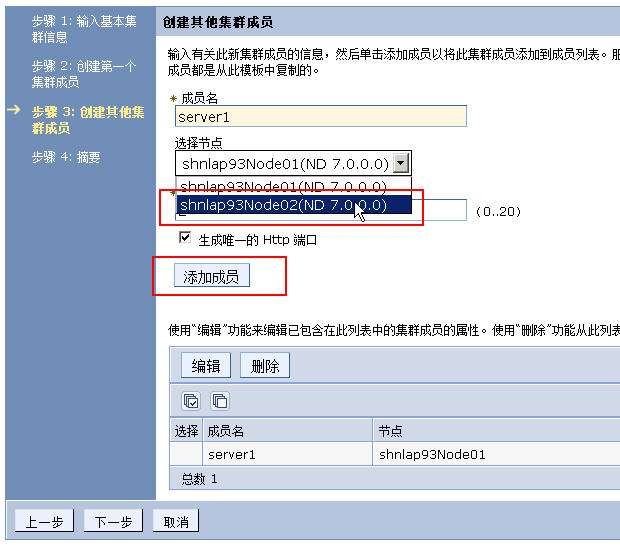 步骤 1: 输入基本集
群信息
步骤 2: 创建第一个
集群成员
步骤 3: 创建其他集
群成员
步骤 4: 摘要
创建其他集群成员
输入有关此新集群成员的信息，然后单击添加成员以将此集群成员添加到成员列表。服
成员都是从此模板中复制的。
* 成员名
server1
选择节点
shnlap93Node01(ND 7.0.0.0)
shnlap93Node01(ND 7.0.0.0)
shnlap93Node02(ND 7.0.0.0)
(0..20)
生成唯一的 Http 端口
添加成员
使用“编辑”功能来编辑已包含在此列表中的集群成员的属性。使用“删除”功能从此列表
编辑 删除
选择 成员名 节点
server1 shnlap93Node01
总数 1
上一步 下一步 取消